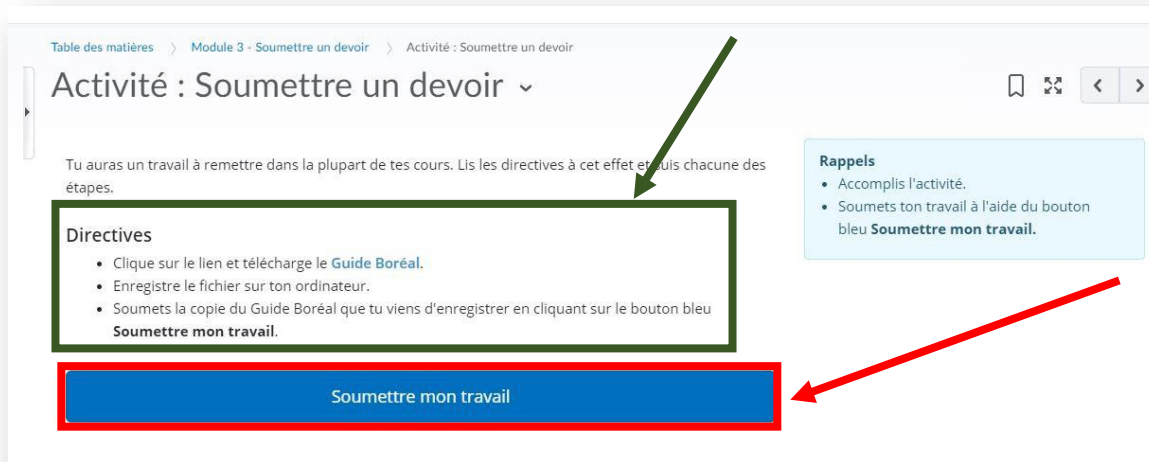 Table des matières > Module 3 - Soumettre un devoir > Activité : Soumettre un devoir
Activité : Soumettre un devoir
Tu auras un travail à remettre dans la plupart de tes cours. Lis les directives à cet effet et suis chacune des
étapes.
Directives
• Clique sur le lien et télécharge le Guide Boréal.
• Enregistre le fichier sur ton ordinateur.
• Soumets la copie du Guide Boréal que tu viens d'enregistrer en cliquant sur le bouton bleu
Soumettre mon travail.
Soumettre mon travail
Rappels
• Accomplis l'activité.
• Soumets ton travail à l'aide du bouton
bleu Soumettre mon travail.